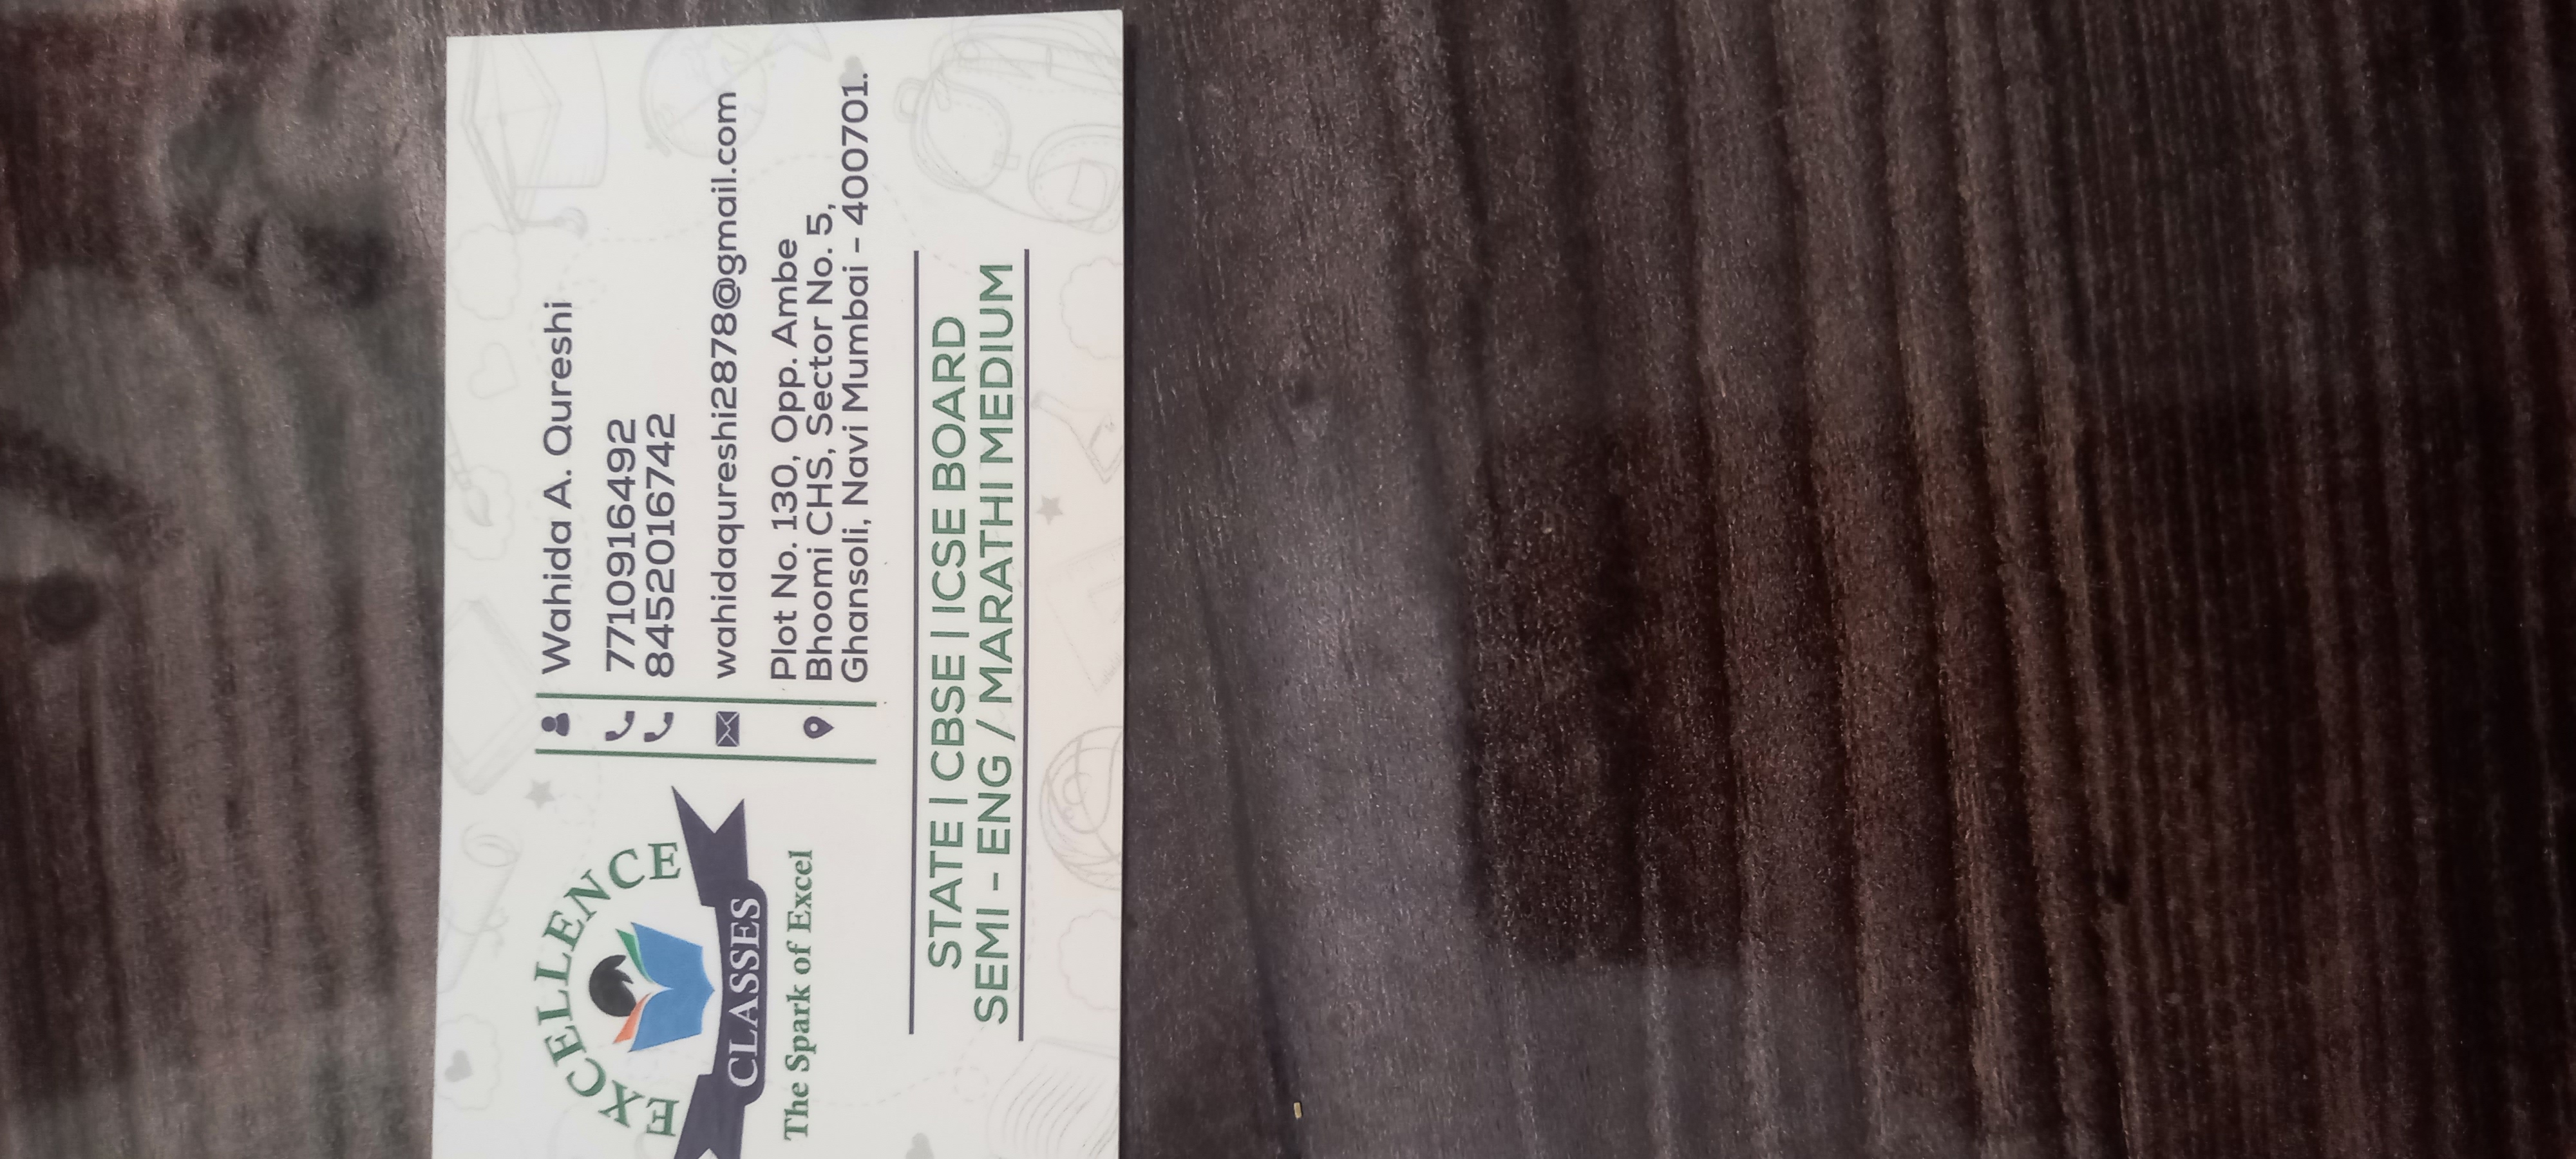 EXCELLENCE
CLASSES
The Spark of Excel
Wahida A. Qureshi
7710916492
8452016742
wahidaqureshi2878@gmail.com
Plot No. 130, Opp. Ambe
Bhoomi CHS, Sector No. 5,
Ghansoli, Navi Mumbai - 400701.
STATE | CBSE | ICSE BOARD
SEMI - ENG / MARATHI MEDIUM